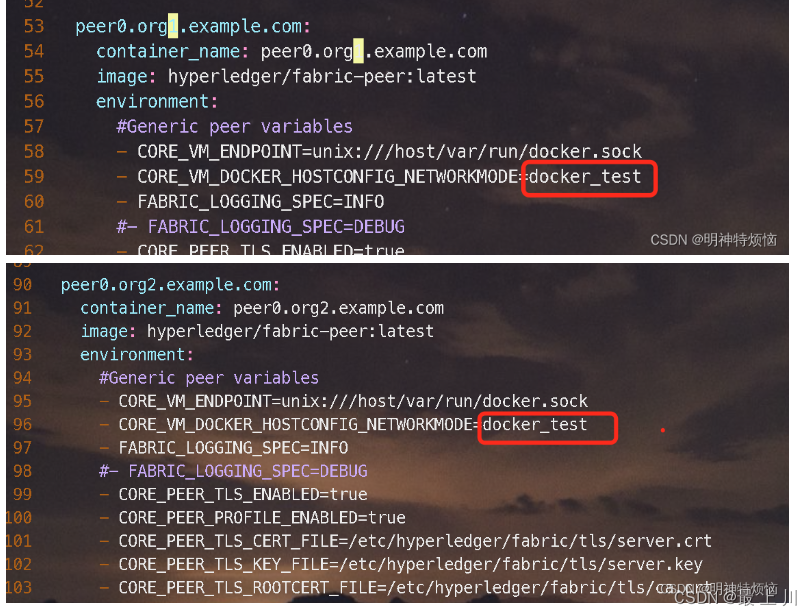 52
53 peer0.org1.example.com:
54 container_name: peer0.org1.example.com
55 image: hyperledger/fabric-peer:latest
56 environment:
57 #Generic peer variables
58 - CORE_VM_ENDPOINT=unix:///host/var/run/docker.sock
59 - CORE_VM_DOCKER_HOSTCONFIG_NETWORKMODE=docker_test
60 - FABRIC_LOGGING_SPEC=INFO
61 #- FABRIC_LOGGING_SPEC=DEBUG
62 - CORE_PEER_TLS_ENABLED=true
CSDN @明神特烦恼
89
90 peer0.org2.example.com:
91 container_name: peer0.org2.example.com
92 image: hyperledger/fabric-peer:latest
93 environment:
94 #Generic peer variables
95 - CORE_VM_ENDPOINT=unix:///host/var/run/docker.sock
96 - CORE_VM_DOCKER_HOSTCONFIG_NETWORKMODE=docker_test
97 - FABRIC_LOGGING_SPEC=INFO
98 #- FABRIC_LOGGING_SPEC=DEBUG
99 - CORE_PEER_TLS_ENABLED=true
100 - CORE_PEER_PROFILE_ENABLED=true
101 - CORE_PEER_TLS_CERT_FILE=/etc/hyperledger/fabric/tls/server.crt
102 - CORE_PEER_TLS_KEY_FILE=/etc/hyperledger/fabric/tls/server.key
103 - CORE_PEER_TLS_ROOTCERT_FILE=/etc/hyperledger/fabric/tls/ca.crt
CSDN @明神特烦恼
CSDN @最上川